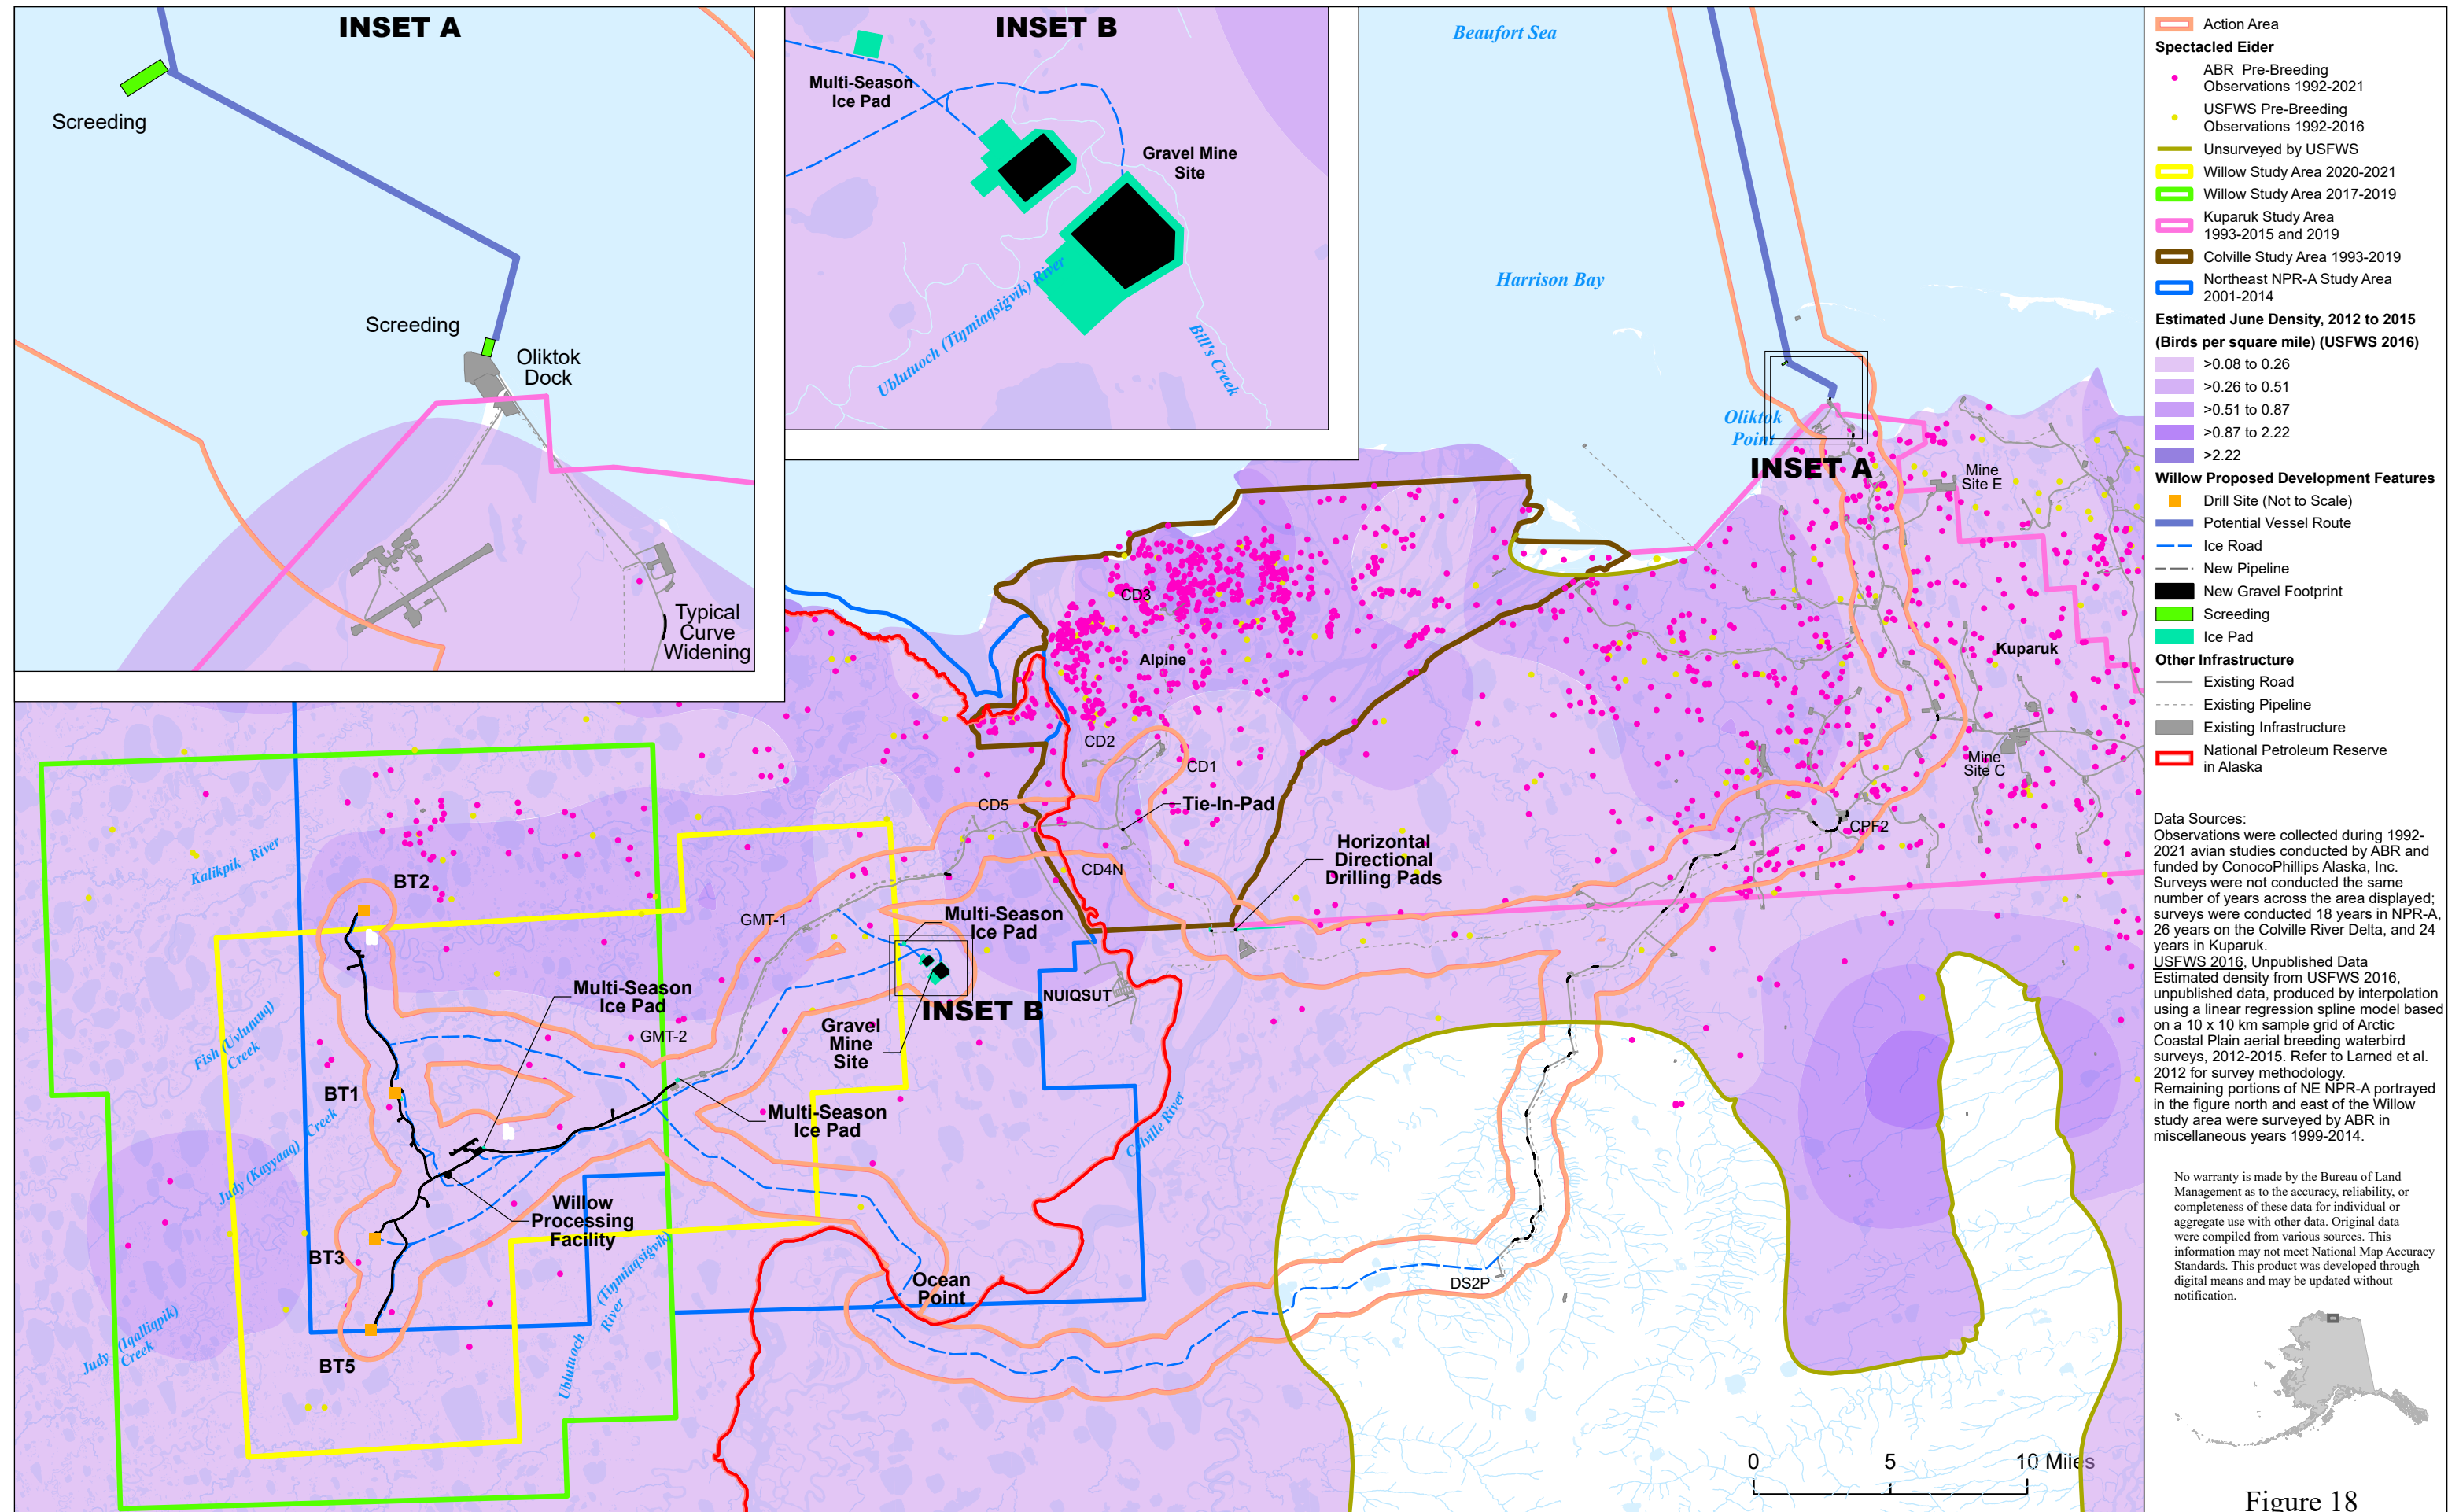 INSET A
Screeding
Screeding
Oliktok
Dock
Typical
Curve
Widening
INSET B
Multi-Season
Ice Pad
Gravel Mine
Site
Ublutuoch (Tiŋmiaqsiġvik) River
Bill's Creek
Beaufort Sea
Harrison Bay
Oliktok
Point
INSET A
Mine
Site E
Kuparuk
Mine
Site C
CPF2
CD3
Alpine
CD2
CD1
CD5
Tie-In-Pad
CD4N
Horizontal
Directional
Drilling Pads
Kalikpik River
BT2
GMT-1
Multi-Season
Ice Pad
Multi-Season
Ice Pad
INSET B
NUIQSUT
Gravel
Mine
Site
GMT-2
Fish (Uvlutuuq)
Creek
BT1
Multi-Season
Ice Pad
Judy (Kayyaaq) Creek
Colville River
Willow
Processing
Facility
BT3
Ublutuoch (Tiŋmiaqsiġvik)
River
Ocean
Point
DS2P
Judy (Iqalliqpik)
Creek
BT5
0 5 10 Miles
Action Area
Spectacled Eider
ABR Pre-Breeding
Observations 1992-2021
USFWS Pre-Breeding
Observations 1992-2016
Unsurveyed by USFWS
Willow Study Area 2020-2021
Willow Study Area 2017-2019
Kuparuk Study Area
1993-2015 and 2019
Colville Study Area 1993-2019
Northeast NPR-A Study Area
2001-2014
Estimated June Density, 2012 to 2015
(Birds per square mile) (USFWS 2016)
>0.08 to 0.26
>0.26 to 0.51
>0.51 to 0.87
>0.87 to 2.22
>2.22
Willow Proposed Development Features
Drill Site (Not to Scale)
Potential Vessel Route
Ice Road
New Pipeline
New Gravel Footprint
Screeding
Ice Pad
Other Infrastructure
Existing Road
Existing Pipeline
Existing Infrastructure
National Petroleum Reserve
in Alaska
Data Sources:
Observations were collected during 1992-
2021 avian studies conducted by ABR and
funded by ConocoPhillips Alaska, Inc.
Surveys were not conducted the same
number of years across the area displayed;
surveys were conducted 18 years in NPR-A,
26 years on the Colville River Delta, and 24
years in Kuparuk.
USFWS 2016, Unpublished Data
Estimated density from USFWS 2016,
unpublished data, produced by interpolation
using a linear regression spline model based
on a 10 x 10 km sample grid of Arctic
Coastal Plain aerial breeding waterbird
surveys, 2012-2015. Refer to Larned et al.
2012 for survey methodology.
Remaining portions of NE NPR-A portrayed
in the figure north and east of the Willow
study area were surveyed by ABR in
miscellaneous years 1999-2014.
No warranty is made by the Bureau of Land
Management as to the accuracy, reliability, or
completeness of these data for individual or
aggregate use with other data. Original data
were compiled from various sources. This
information may not meet National Map Accuracy
Standards. This product was developed through
digital means and may be updated without
notification.
Figure 18